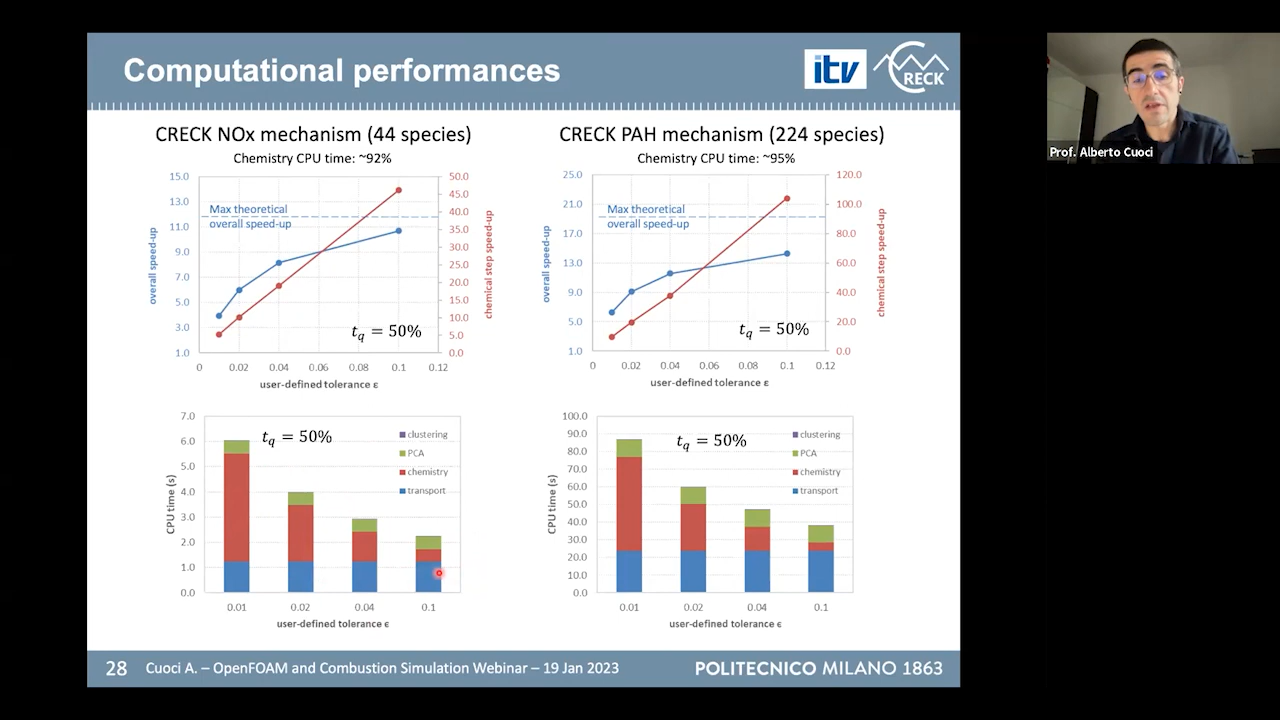 Computational performances
itv
CRECK
CRECK NOx mechanism (44 species)
Chemistry CPU time: ~92%
15.0
13.0
11.0
9.0
7.0
5.0
3.0
1.0
50.0
45.0
40.0
35.0
30.0
25.0
20.0
15.0
10.0
5.0
0.0
overall speed-up
chemical step speed-up
Max theoretical
overall speed-up
t_q = 50%
0 0.02 0.04 0.06 0.08 0.1 0.12
user-defined tolerance ε
CRECK PAH mechanism (224 species)
Chemistry CPU time: ~95%
25.0
21.0
17.0
13.0
9.0
5.0
1.0
120.0
100.0
80.0
60.0
40.0
20.0
0.0
overall speed-up
chemical step speed-up
Max theoretical
overall speed-up
t_q = 50%
0 0.02 0.04 0.06 0.08 0.1 0.12
user-defined tolerance ε
7.0
6.0
5.0
4.0
3.0
2.0
1.0
0.0
CPU time (s)
t_q = 50%
clustering
PCA
chemistry
transport
0.01 0.02 0.04 0.1
user-defined tolerance ε
100.0
90.0
80.0
70.0
60.0
50.0
40.0
30.0
20.0
10.0
0.0
CPU time (s)
t_q = 50%
clustering
PCA
chemistry
transport
0.01 0.02 0.04 0.1
user-defined tolerance ε
28 Cuoci A. – OpenFOAM and Combustion Simulation Webinar – 19 Jan 2023
POLITECNICO MILANO 1863
Prof. Alberto Cuoci